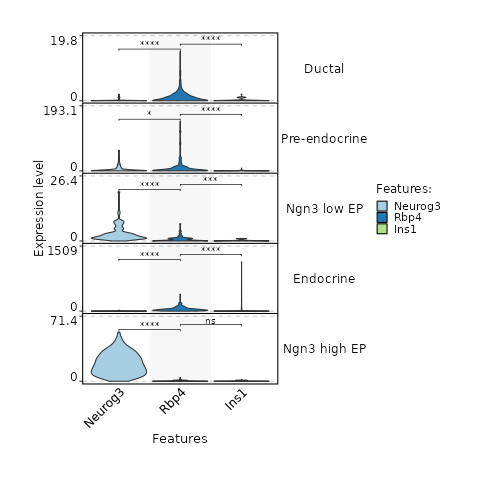 19.8
****
****
Ductal
0
193.1
*
****
Pre-endocrine
0
26.4
****
***
Ngn3 low EP
0
1509
****
****
Endocrine
0
71.4
****
ns
Ngn3 high EP
0
Expression level
Neurog3
Rbp4
Ins1
Features
Features:
Neurog3
Rbp4
Ins1